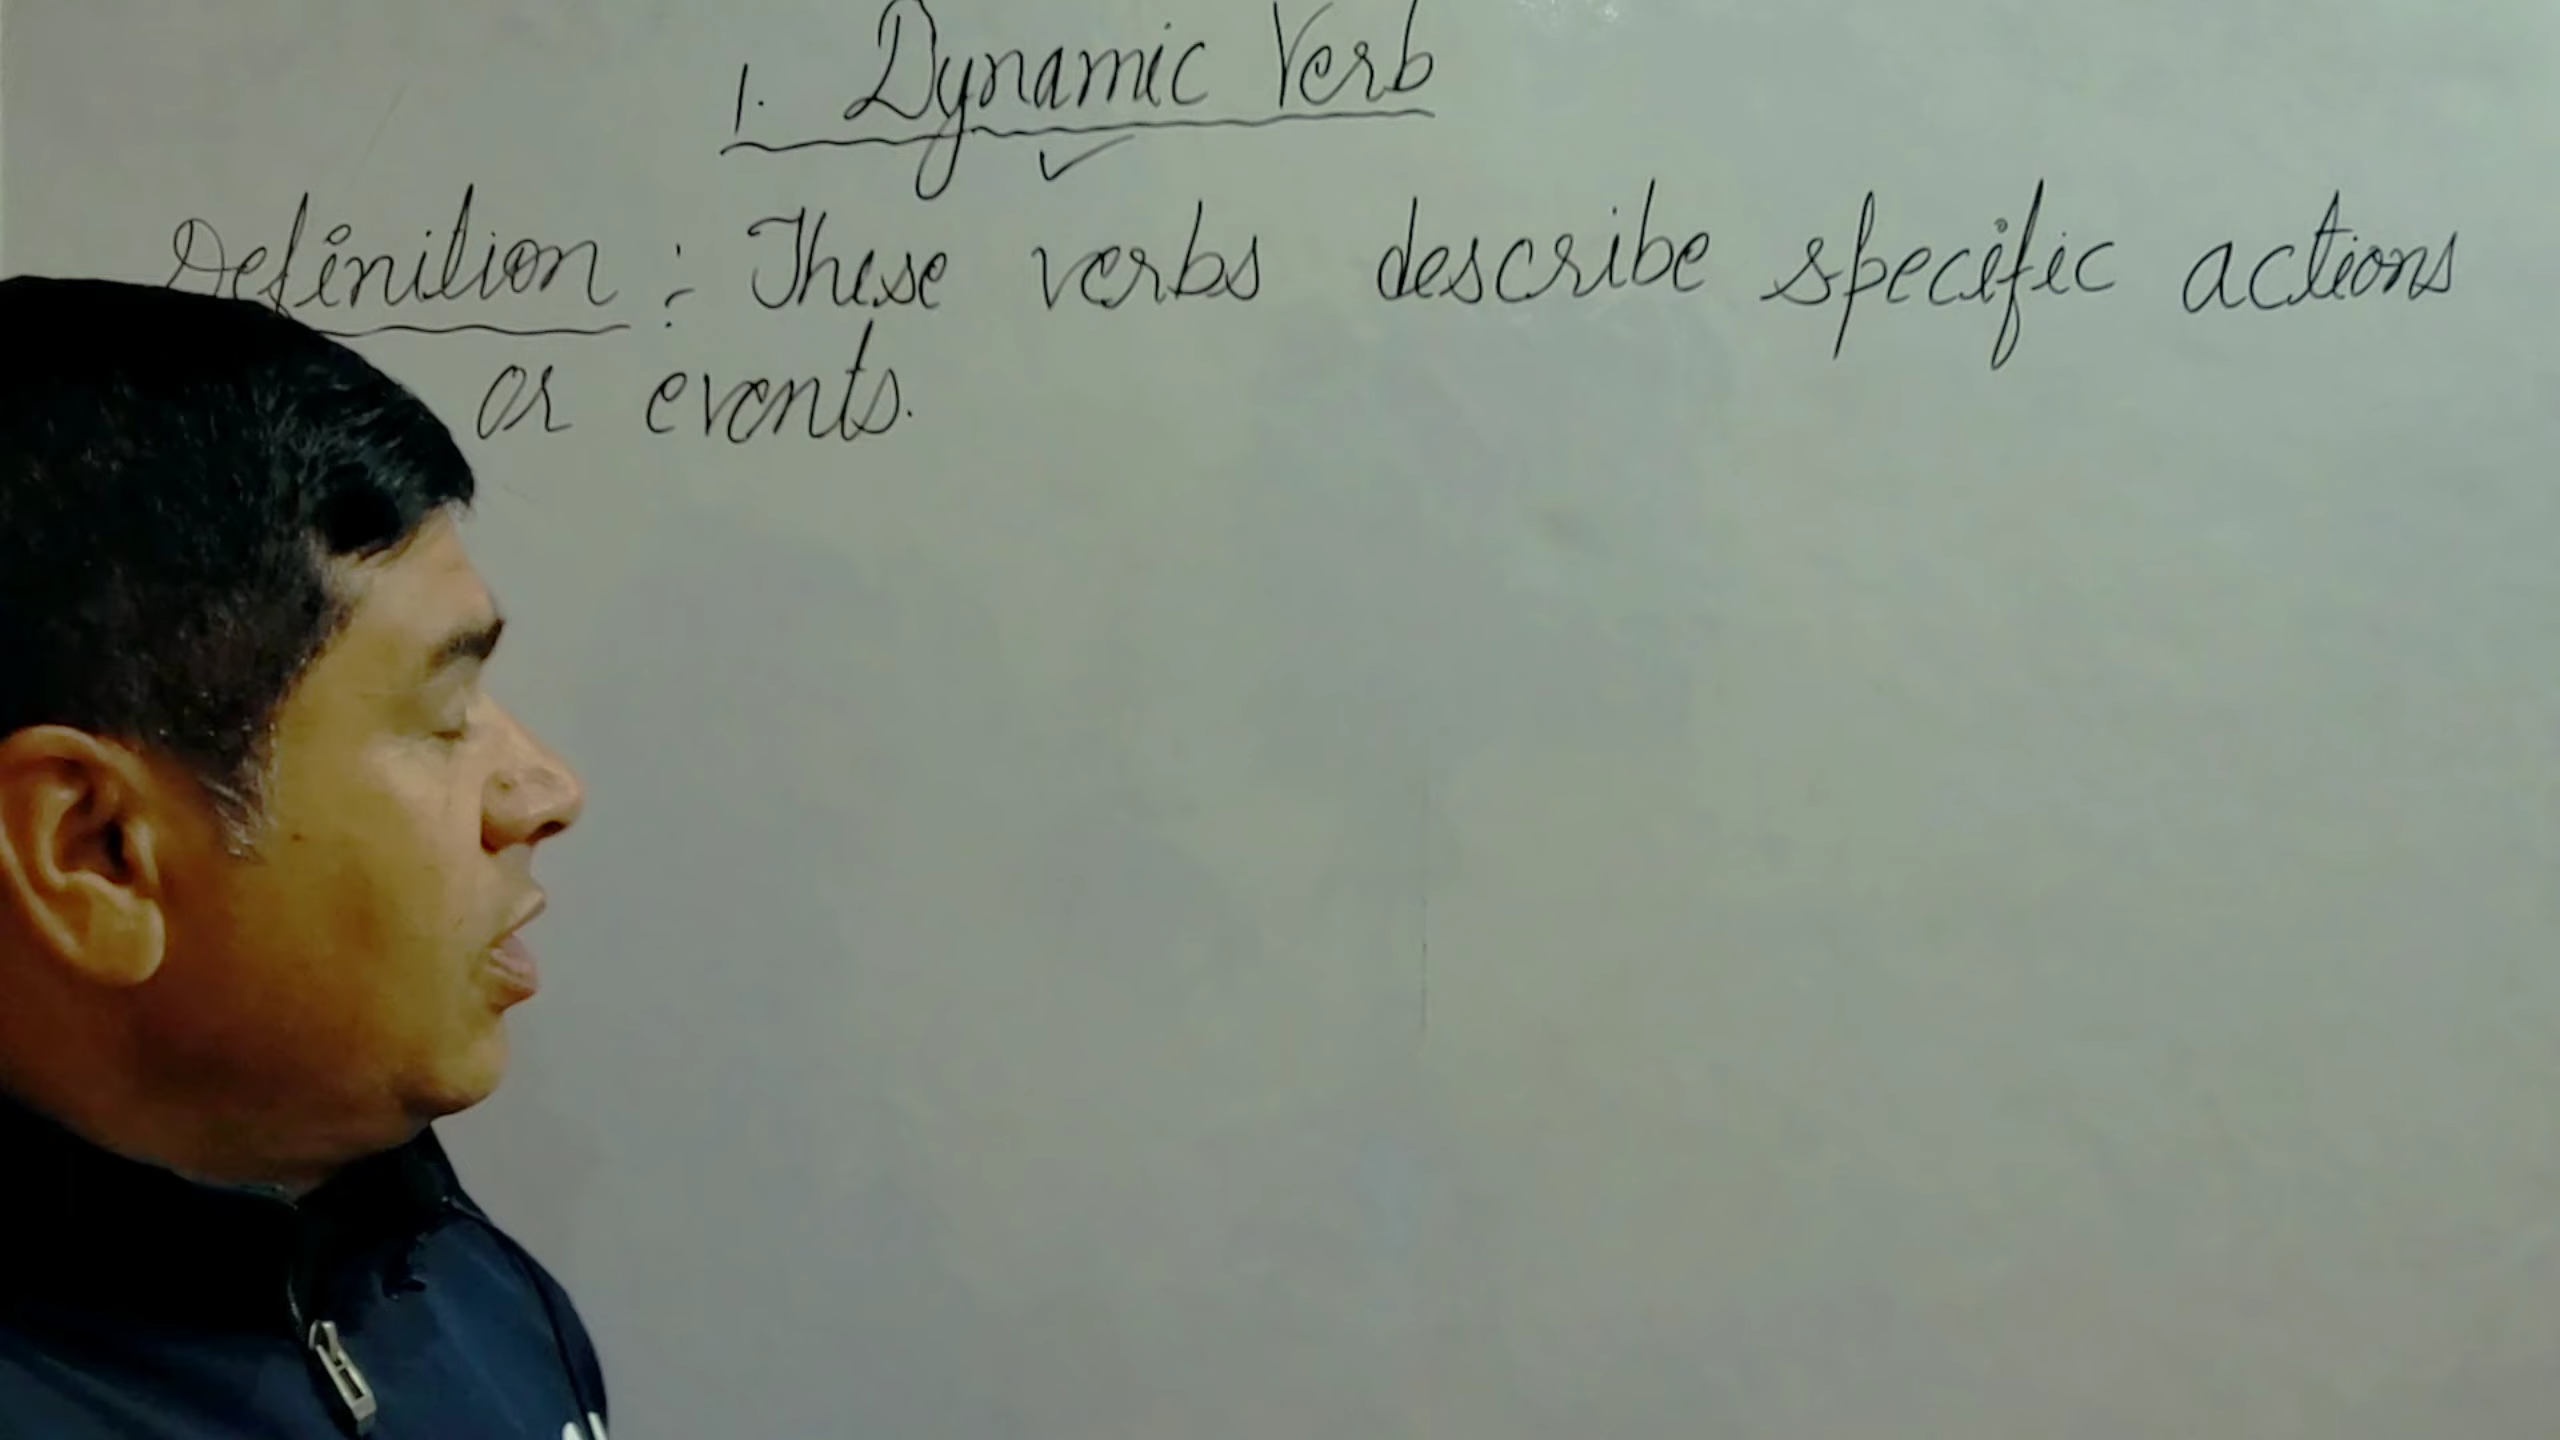 1. Dynamic Verb
Definition : These verbs describe specific actions
or events.